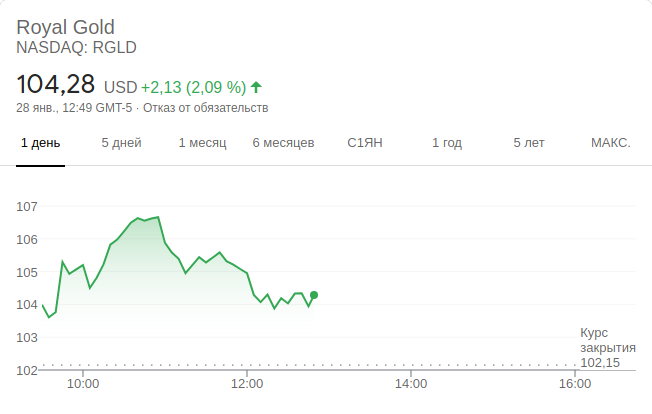 Royal Gold
NASDAQ: RGLD
104,28 USD +2,13 (2,09 %)
28 янв., 12:49 GMT-5 · Отказ от обязательств
1 день 5 дней 1 месяц 6 месяцев С1ЯН 1 год 5 лет МАКС.
107
106
105
104
103
Курс
закрытия
102,15
102
10:00 12:00 14:00 16:00